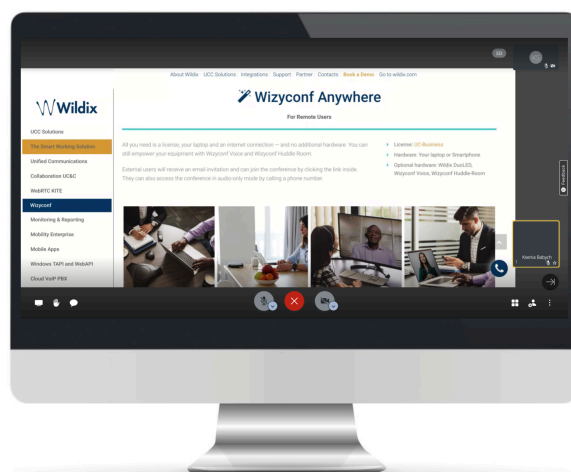 SD
About Wildix UCC Solutions Integrations Support Partner Contacts Book a Demo Go to wildix.com
Wildix
Wizyconf Anywhere
For Remote Users
UCC Solutions
The Smart Working Solution
Unified Communications
Collaboration UC&C
WebRTC KITE
Wizyconf
Monitoring & Reporting
Mobility Enterprise
Mobile Apps
Windows TAPI and WebAPI
Cloud VoIP PBX
All you need is a license, your laptop and an internet connection — and no additional hardware. You can
still empower your equipment with Wizyconf Voice and Wizyconf Huddle Room.
External users will receive an email invitation and can join the conference by clicking the link inside.
They can also access the conference in audio-only mode by calling a phone number.
License: UC-Business
Hardware: Your laptop or Smartphone
Optional hardware: Wildix DuoLED,
Wizyconf Voice, Wizyconf Huddle-Room
Feedback
Ksenia Babych